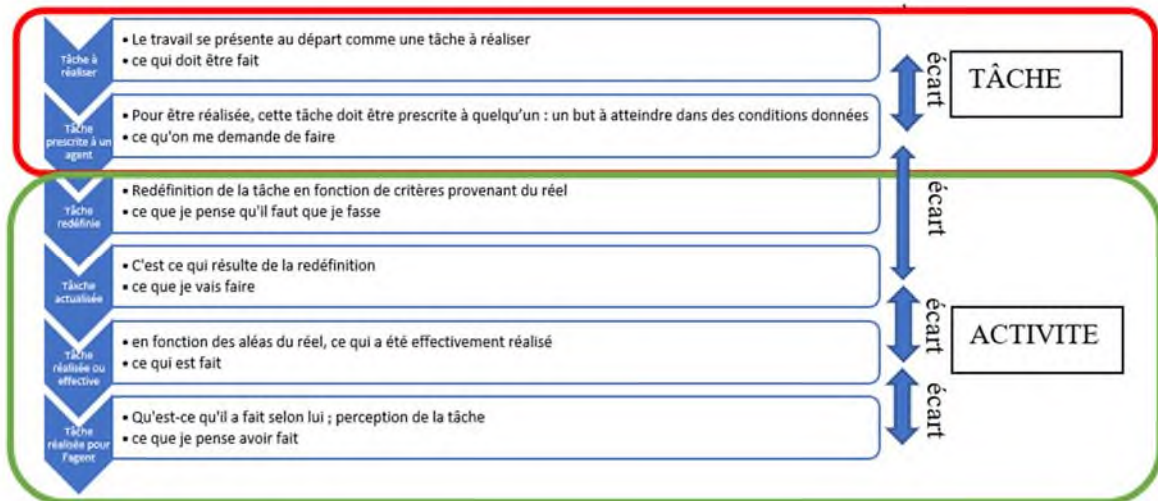 Tâche à
réaliser
• Le travail se présente au départ comme une tâche à réaliser
• ce qui doit être fait
Tâche
prescrite à un
agent
• Pour être réalisée, cette tâche doit être prescrite à quelqu'un : un but à atteindre dans des conditions données
• ce qu'on me demande de faire
écart
TÂCHE
Tâche
redéfinie
• Redéfinition de la tâche en fonction de critères provenant du réel
• ce que je pense qu'il faut que je fasse
écart
Tâxche
actualisée
• C'est ce qui résulte de la redéfinition
• ce que je vais faire
écart
ACTIVITE
Tâche
réalisée ou
effective
• en fonction des aléas du réel, ce qui a été effectivement réalisé
• ce qui est fait
Tâche
réalisée pour
l'agent
• Qu'est-ce qu'il a fait selon lui ; perception de la tâche
• ce que je pense avoir fait
écart